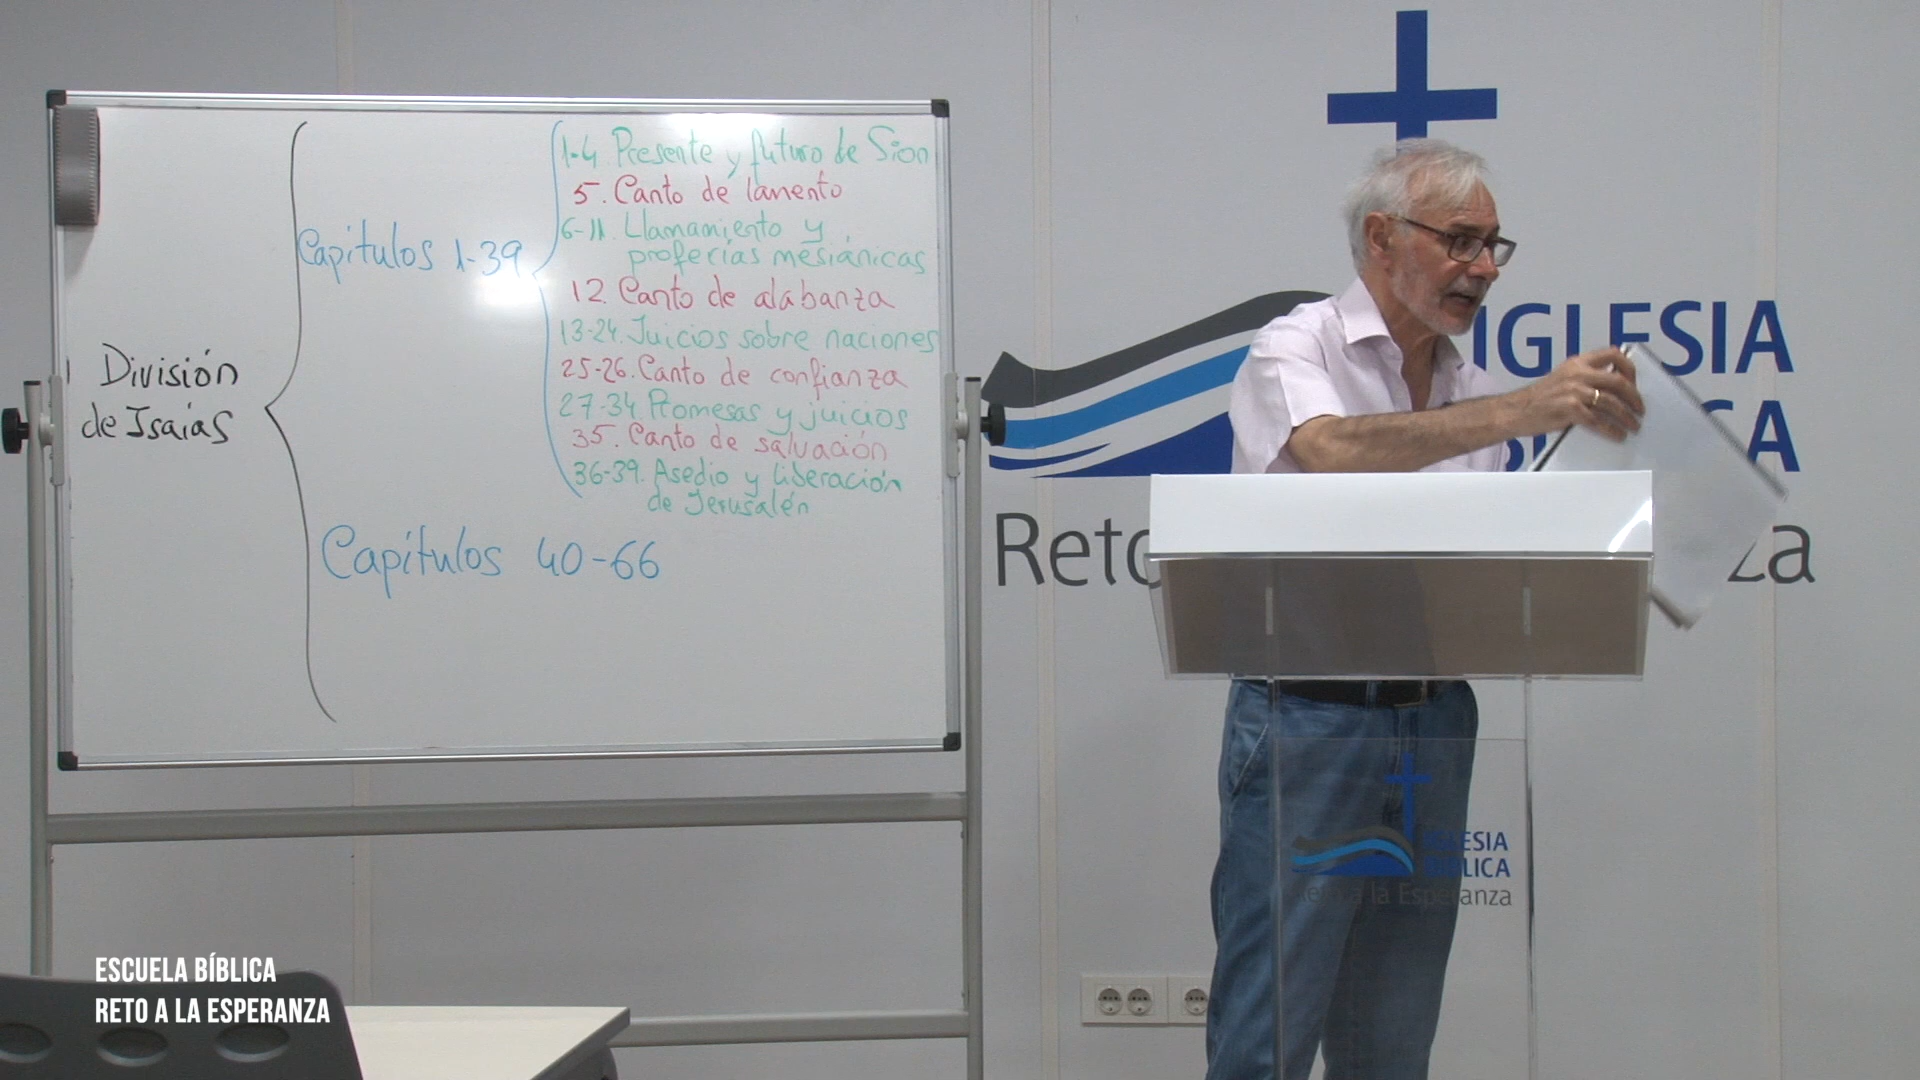 División
de Isaías
Capítulos 1-39
1-4. Presente y futuro de Sion
5. Canto de lamento
6-11. Llamamiento y
profecías mesiánicas
12. Canto de alabanza
13-24. Juicios sobre naciones
25-26. Canto de confianza
27-34. Promesas y juicios
35. Canto de salvación
36-39. Asedio y liberación
de Jerusalén
Capítulos 40-66
IGLESIA
Reto
za
IGLESIA
BÍBLICA
Reto a la Esperanza
ESCUELA BÍBLICA
RETO A LA ESPERANZA